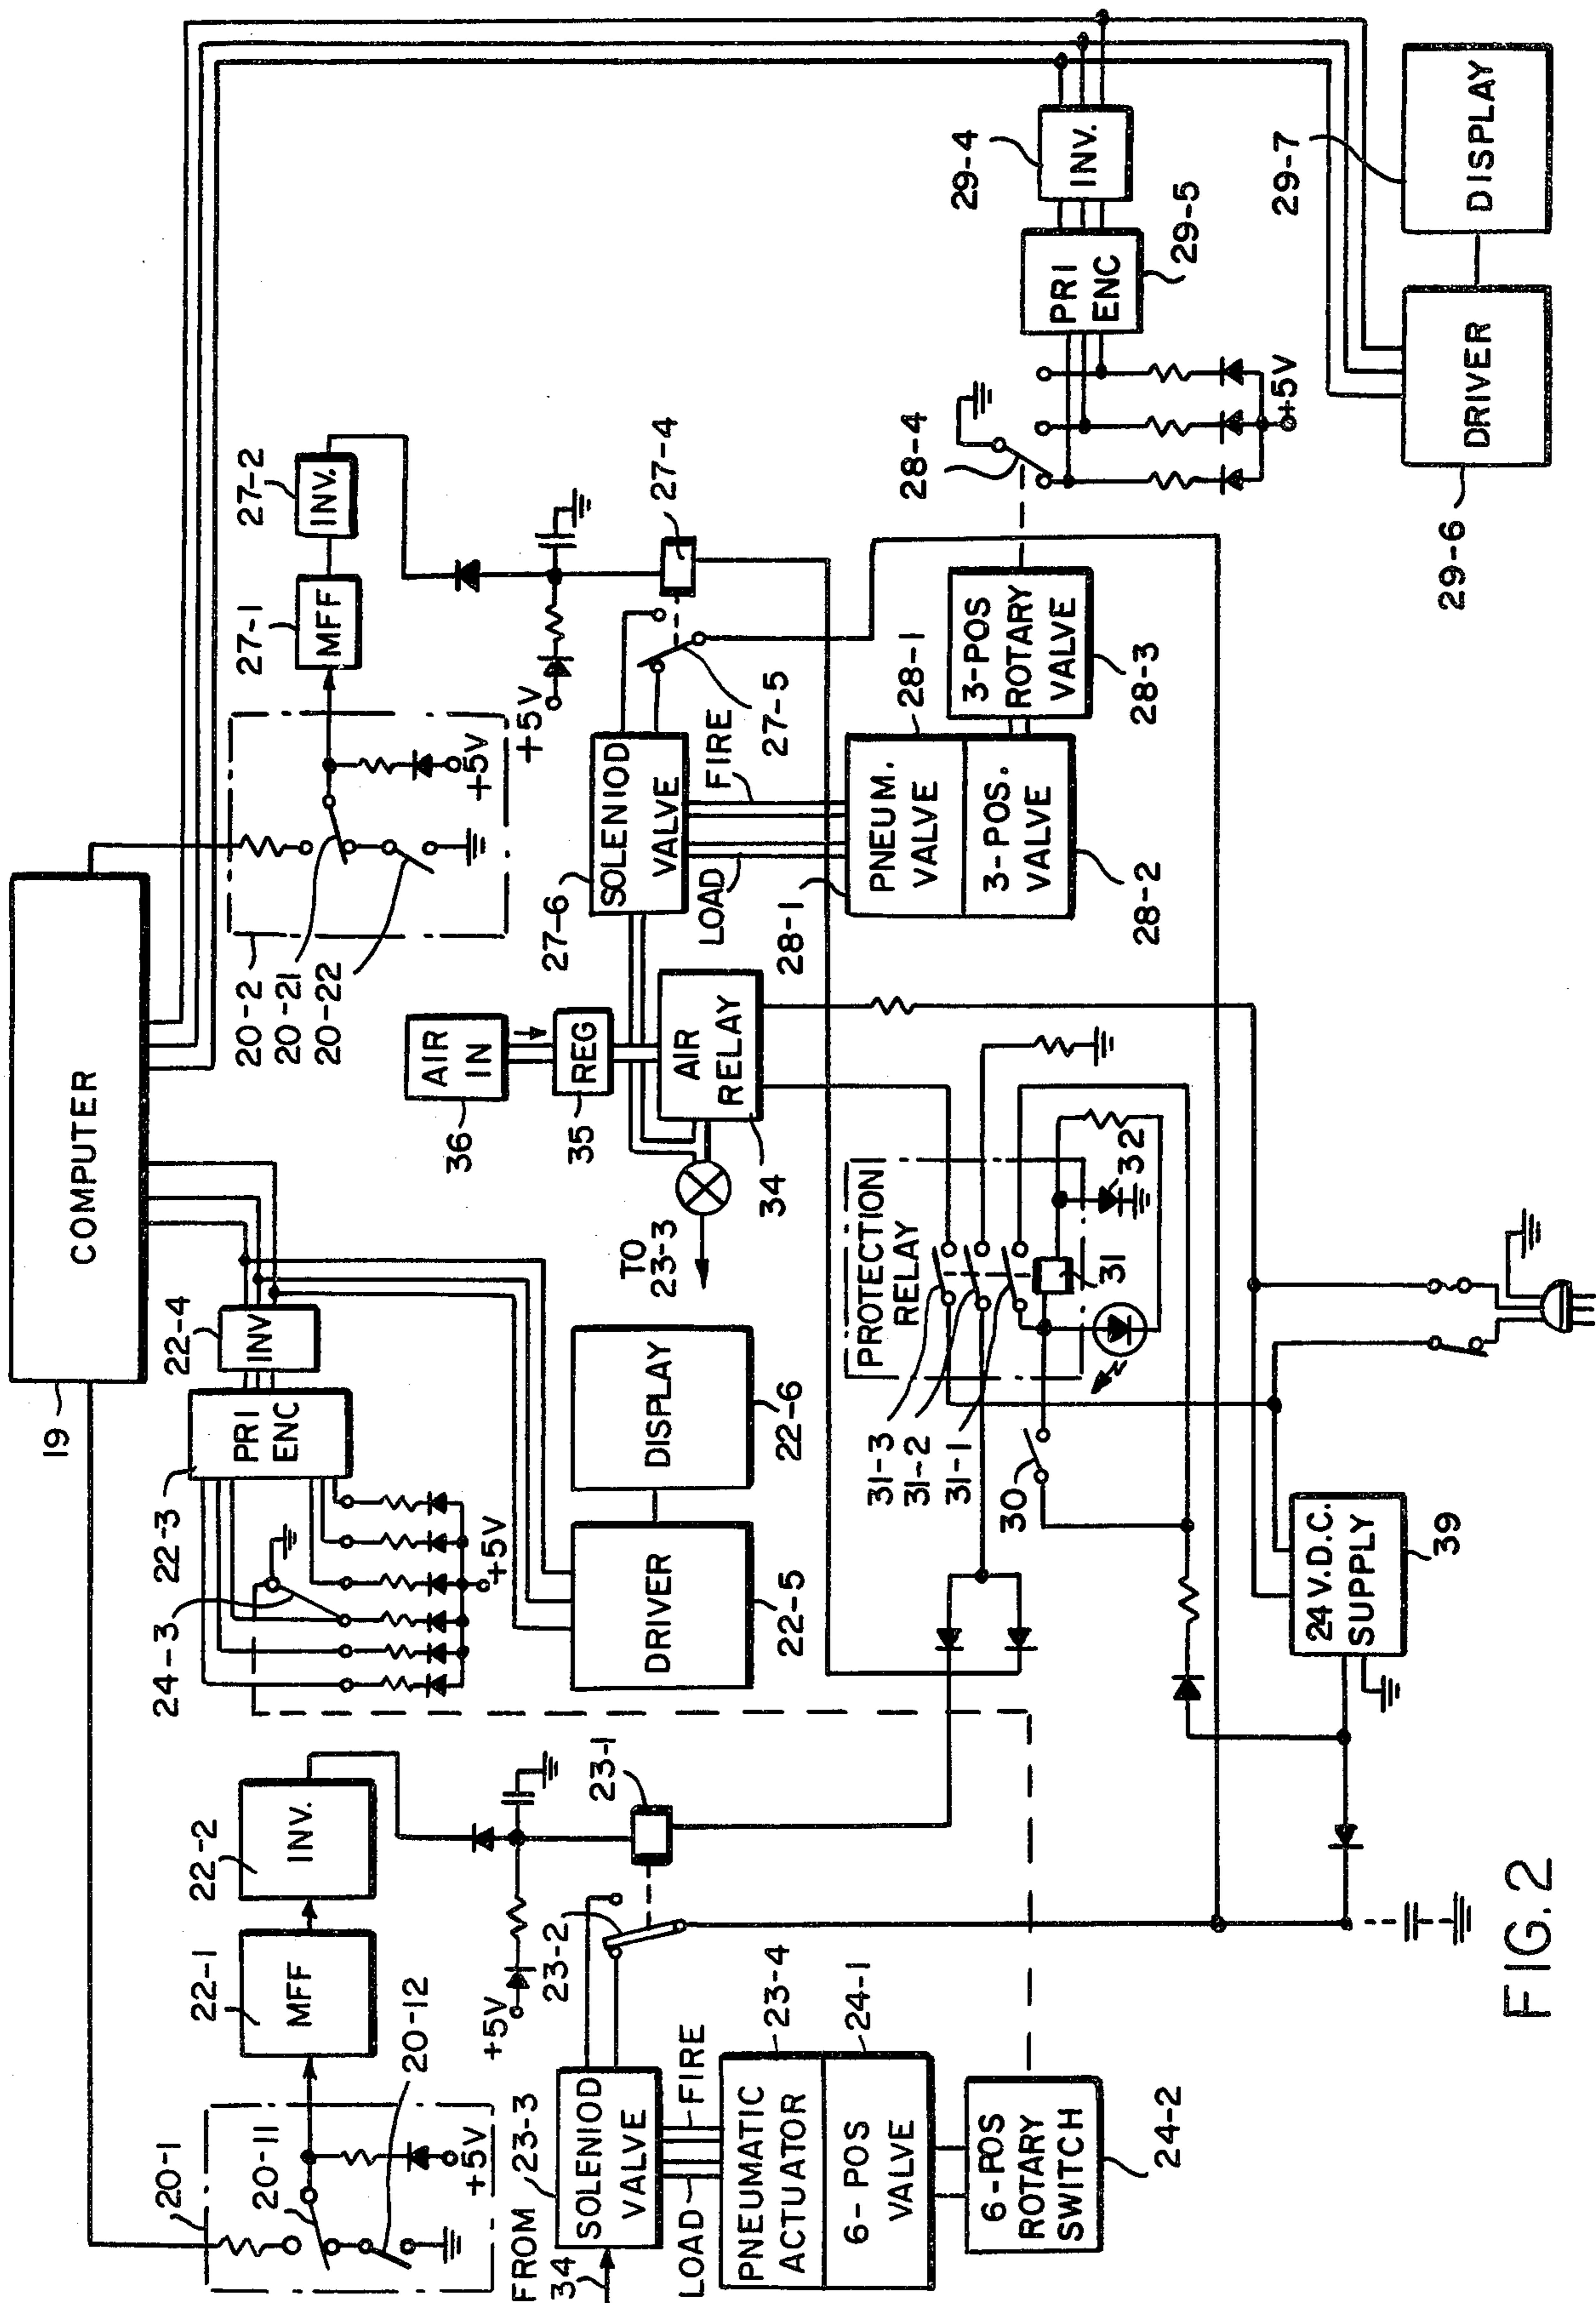 COMPUTER
19
20-1
20-11
20-12
+5V
22-1
MFF
22-2
INV.
24-3
22-3
PRI
ENC
22-4
INV
+5V
20-2
20-21
20-22
+5V
27-1
MFF
27-2
INV.
+5V
23-1
23-2
FROM
34
23-3
SOLENIOD
VALVE
LOAD
FIRE
PNEUMATIC
ACTUATOR
23-4
6-POS
VALVE
24-1
6-POS
ROTARY
SWITCH
24-2
DRIVER
22-5
DISPLAY
22-6
AIR
IN
36
REG
35
AIR
RELAY
34
TO
23-3
+5V
27-4
27-5
27-6
SOLENIOD
VALVE
LOAD
FIRE
28-1
28-1
PNEUM.
VALVE
3-POS.
VALVE
28-2
3-POS
ROTARY
VALVE
28-3
28-4
PRI
ENC
29-5
INV.
29-4
+5V
PROTECTION
RELAY
31-3
31-2
31-1
30
31
32
24 V.D.C.
SUPPLY
39
DRIVER
29-6
DISPLAY
29-7
FIG. 2